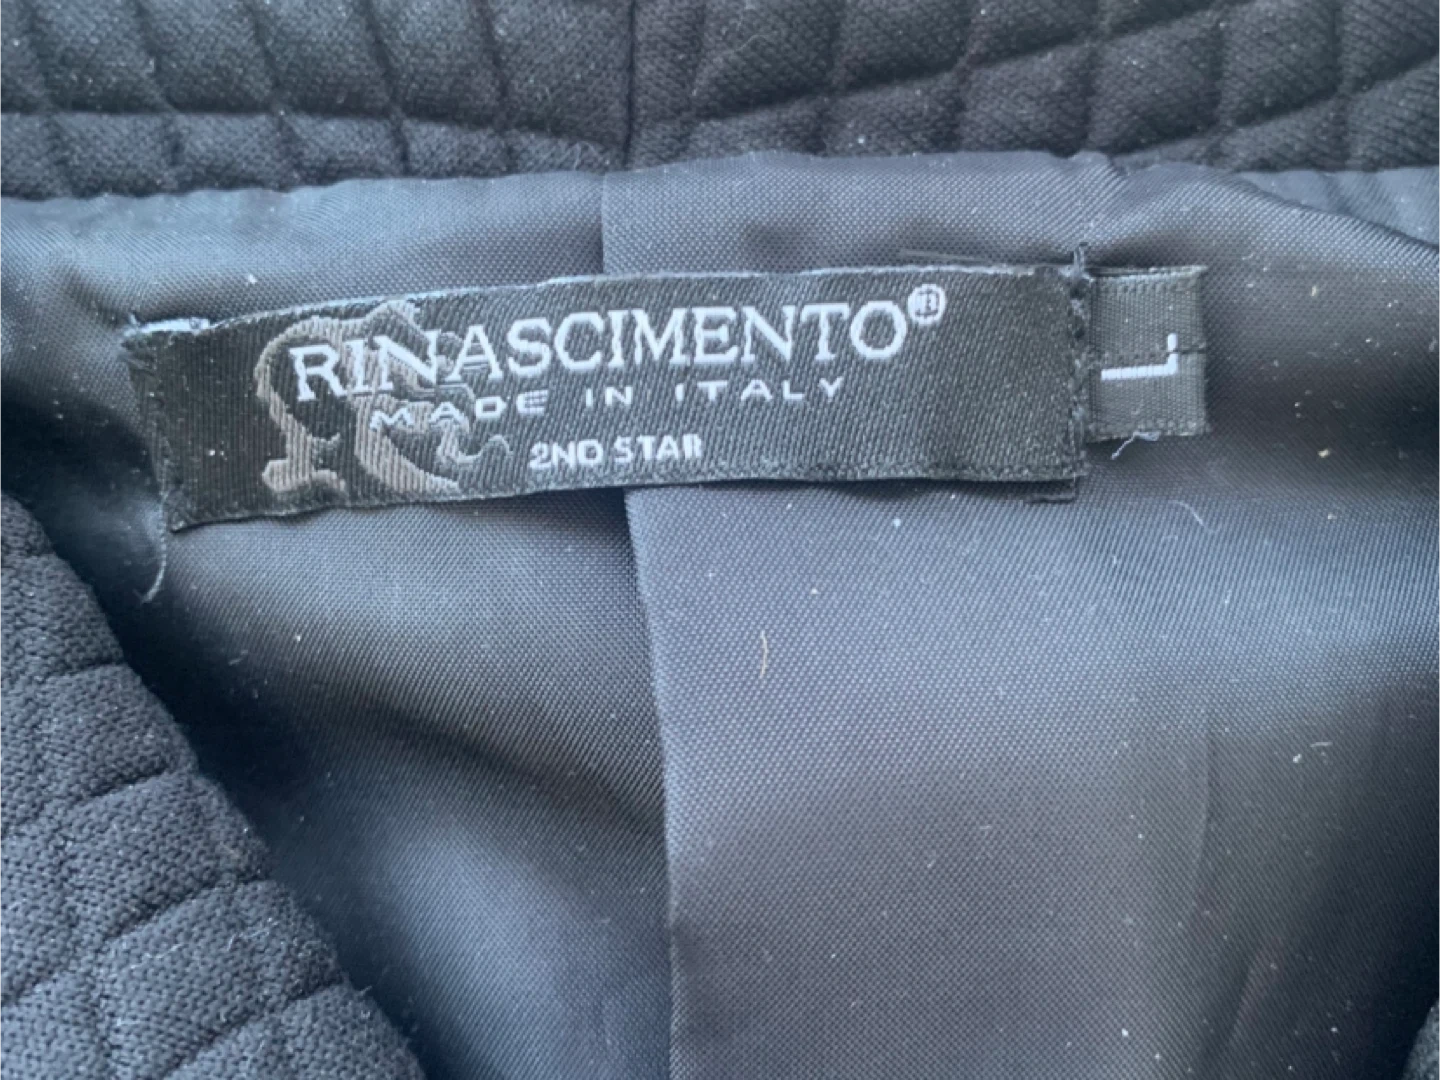 RINASCIMENTO®
MADE IN ITALY
2ND STAR
L